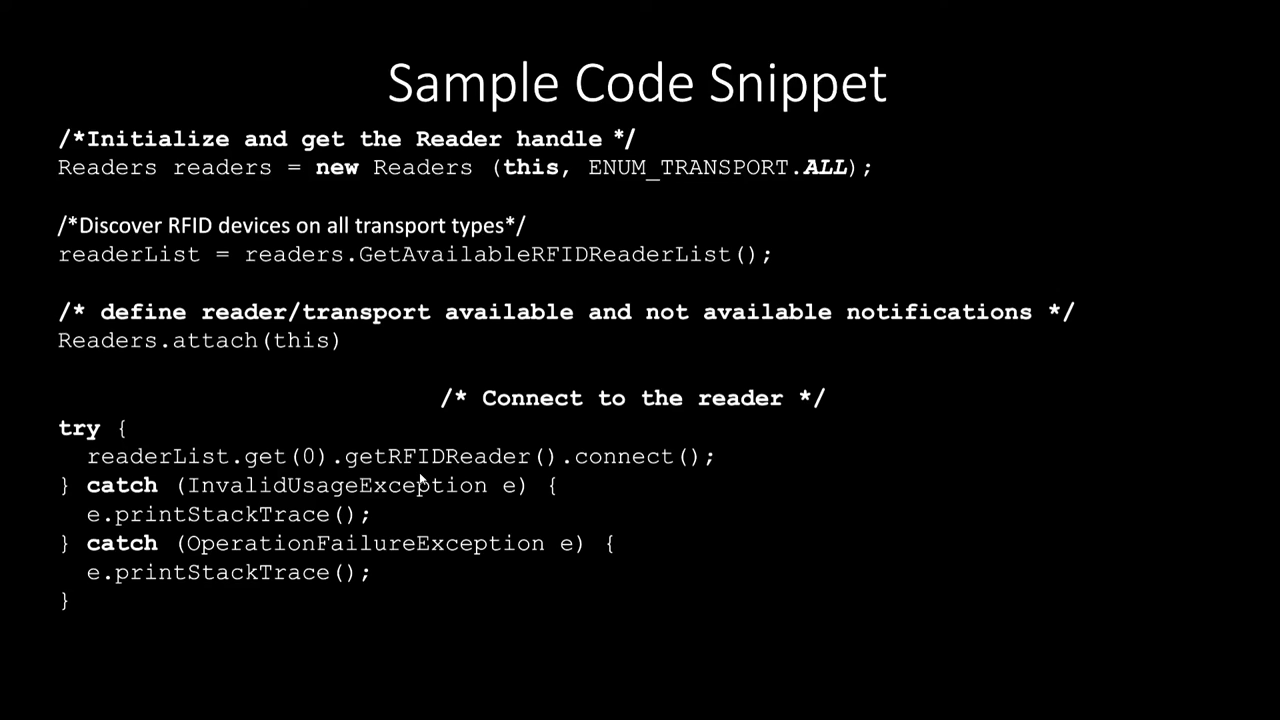 Sample Code Snippet
/*Initialize and get the Reader handle */
Readers readers = new Readers (this, ENUM_TRANSPORT.ALL);
/*Discover RFID devices on all transport types*/
readerList = readers.GetAvailableRFIDReaderList();
/* define reader/transport available and not available notifications */
Readers.attach(this)
/* Connect to the reader */
try {
readerList.get(0).getRFIDReader().connect();
} catch (InvalidUsageException e) {
e.printStackTrace();
} catch (OperationFailureException e) {
e.printStackTrace();
}